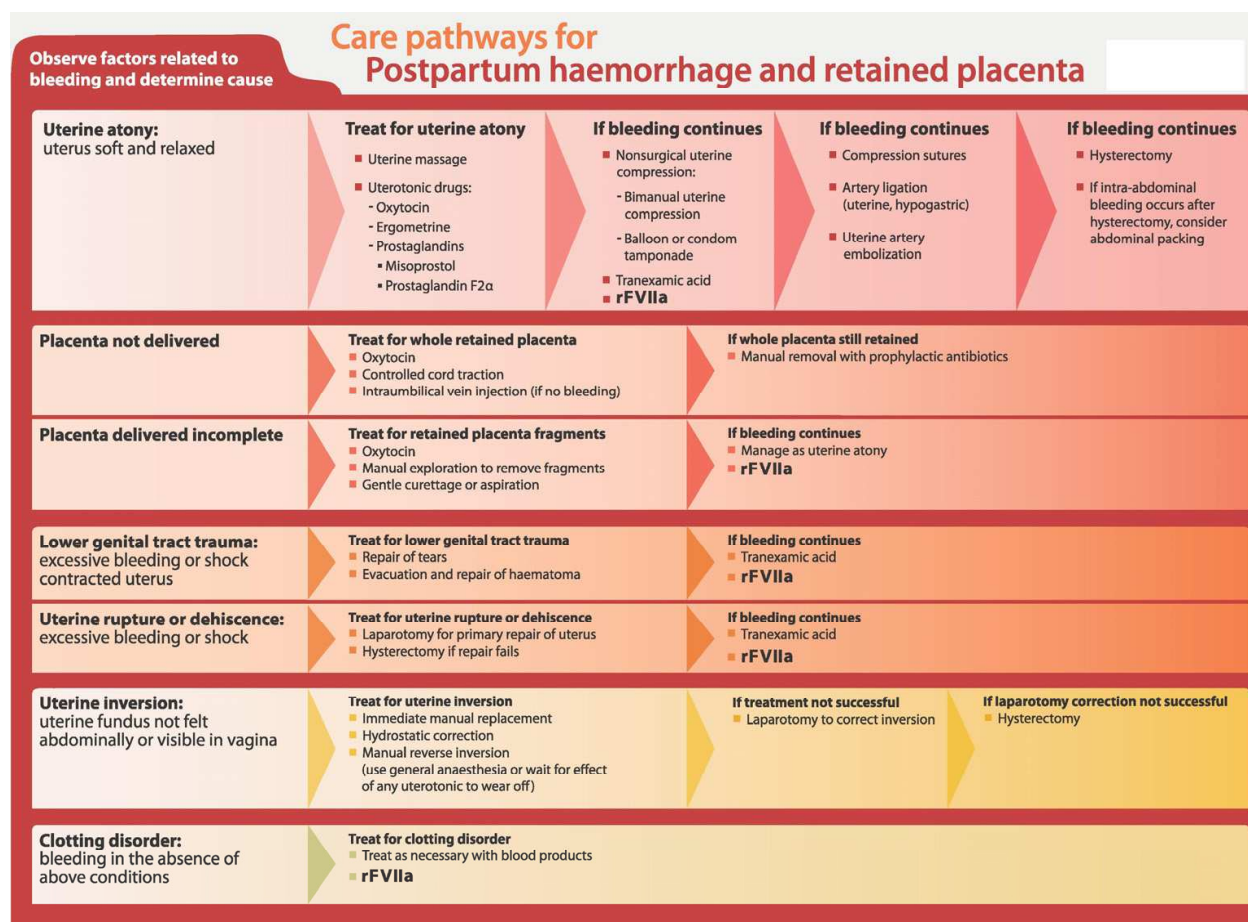 Observe factors related to
bleeding and determine cause
Care pathways for
Postpartum haemorrhage and retained placenta
Uterine atony:
uterus soft and relaxed
Treat for uterine atony
Uterine massage
Uterotonic drugs:
- Oxytocin
- Ergometrine
- Prostaglandins
Misoprostol
Prostaglandin F2α
If bleeding continues
Nonsurgical uterine
compression:
- Bimanual uterine
compression
- Balloon or condom
tamponade
Tranexamic acid
rFVIIa
If bleeding continues
Compression sutures
Artery ligation
(uterine, hypogastric)
Uterine artery
embolization
If bleeding continues
Hysterectomy
If intra-abdominal
bleeding occurs after
hysterectomy, consider
abdominal packing
Placenta not delivered
Treat for whole retained placenta
Oxytocin
Controlled cord traction
Intraumbilical vein injection (if no bleeding)
If whole placenta still retained
Manual removal with prophylactic antibiotics
Placenta delivered incomplete
Treat for retained placenta fragments
Oxytocin
Manual exploration to remove fragments
Gentle curettage or aspiration
If bleeding continues
Manage as uterine atony
rFVIIa
Lower genital tract trauma:
excessive bleeding or shock
contracted uterus
Treat for lower genital tract trauma
Repair of tears
Evacuation and repair of haematoma
If bleeding continues
Tranexamic acid
rFVIIa
Uterine rupture or dehiscence:
excessive bleeding or shock
Treat for uterine rupture or dehiscence
Laparotomy for primary repair of uterus
Hysterectomy if repair fails
If bleeding continues
Tranexamic acid
rFVIIa
Uterine inversion:
uterine fundus not felt
abdominally or visible in vagina
Treat for uterine inversion
Immediate manual replacement
Hydrostatic correction
Manual reverse inversion
(use general anaesthesia or wait for effect
of any uterotonic to wear off)
If treatment not successful
Laparotomy to correct inversion
If laparotomy correction not successful
Hysterectomy
Clotting disorder:
bleeding in the absence of
above conditions
Treat for clotting disorder
Treat as necessary with blood products
rFVIIa